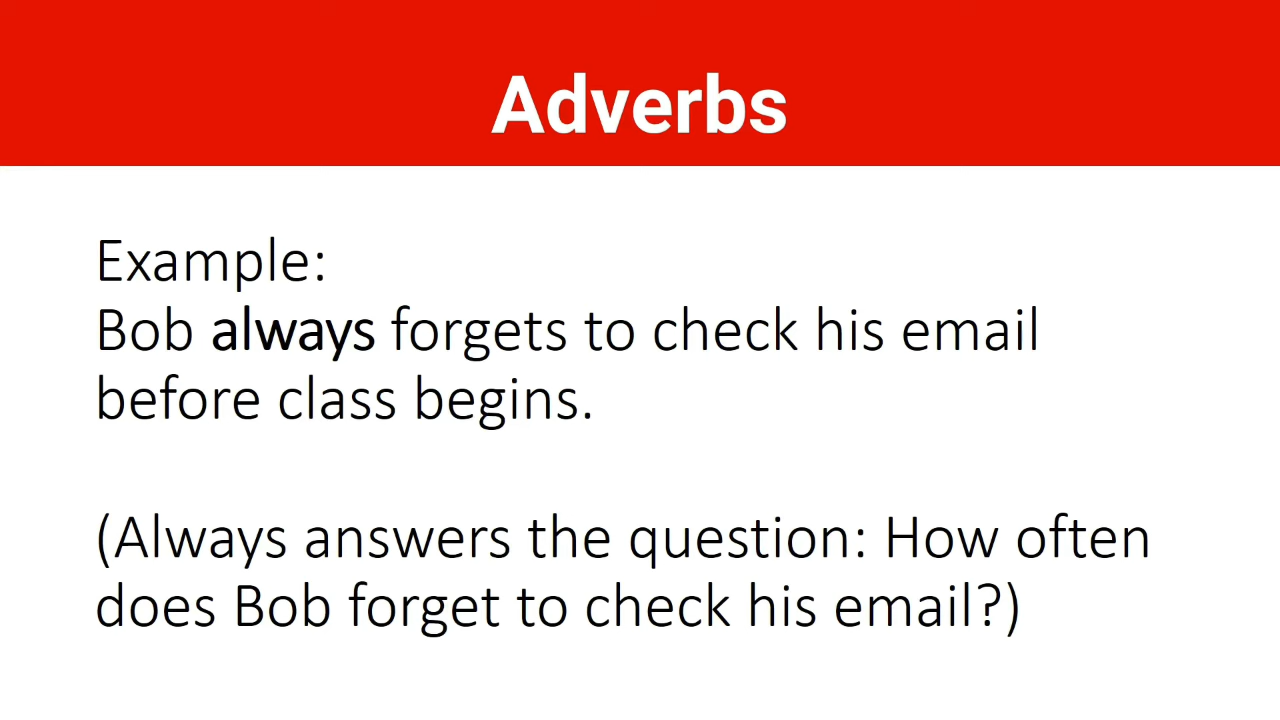 Adverbs
Example:
Bob always forgets to check his email
before class begins.
(Always answers the question: How often
does Bob forget to check his email?)